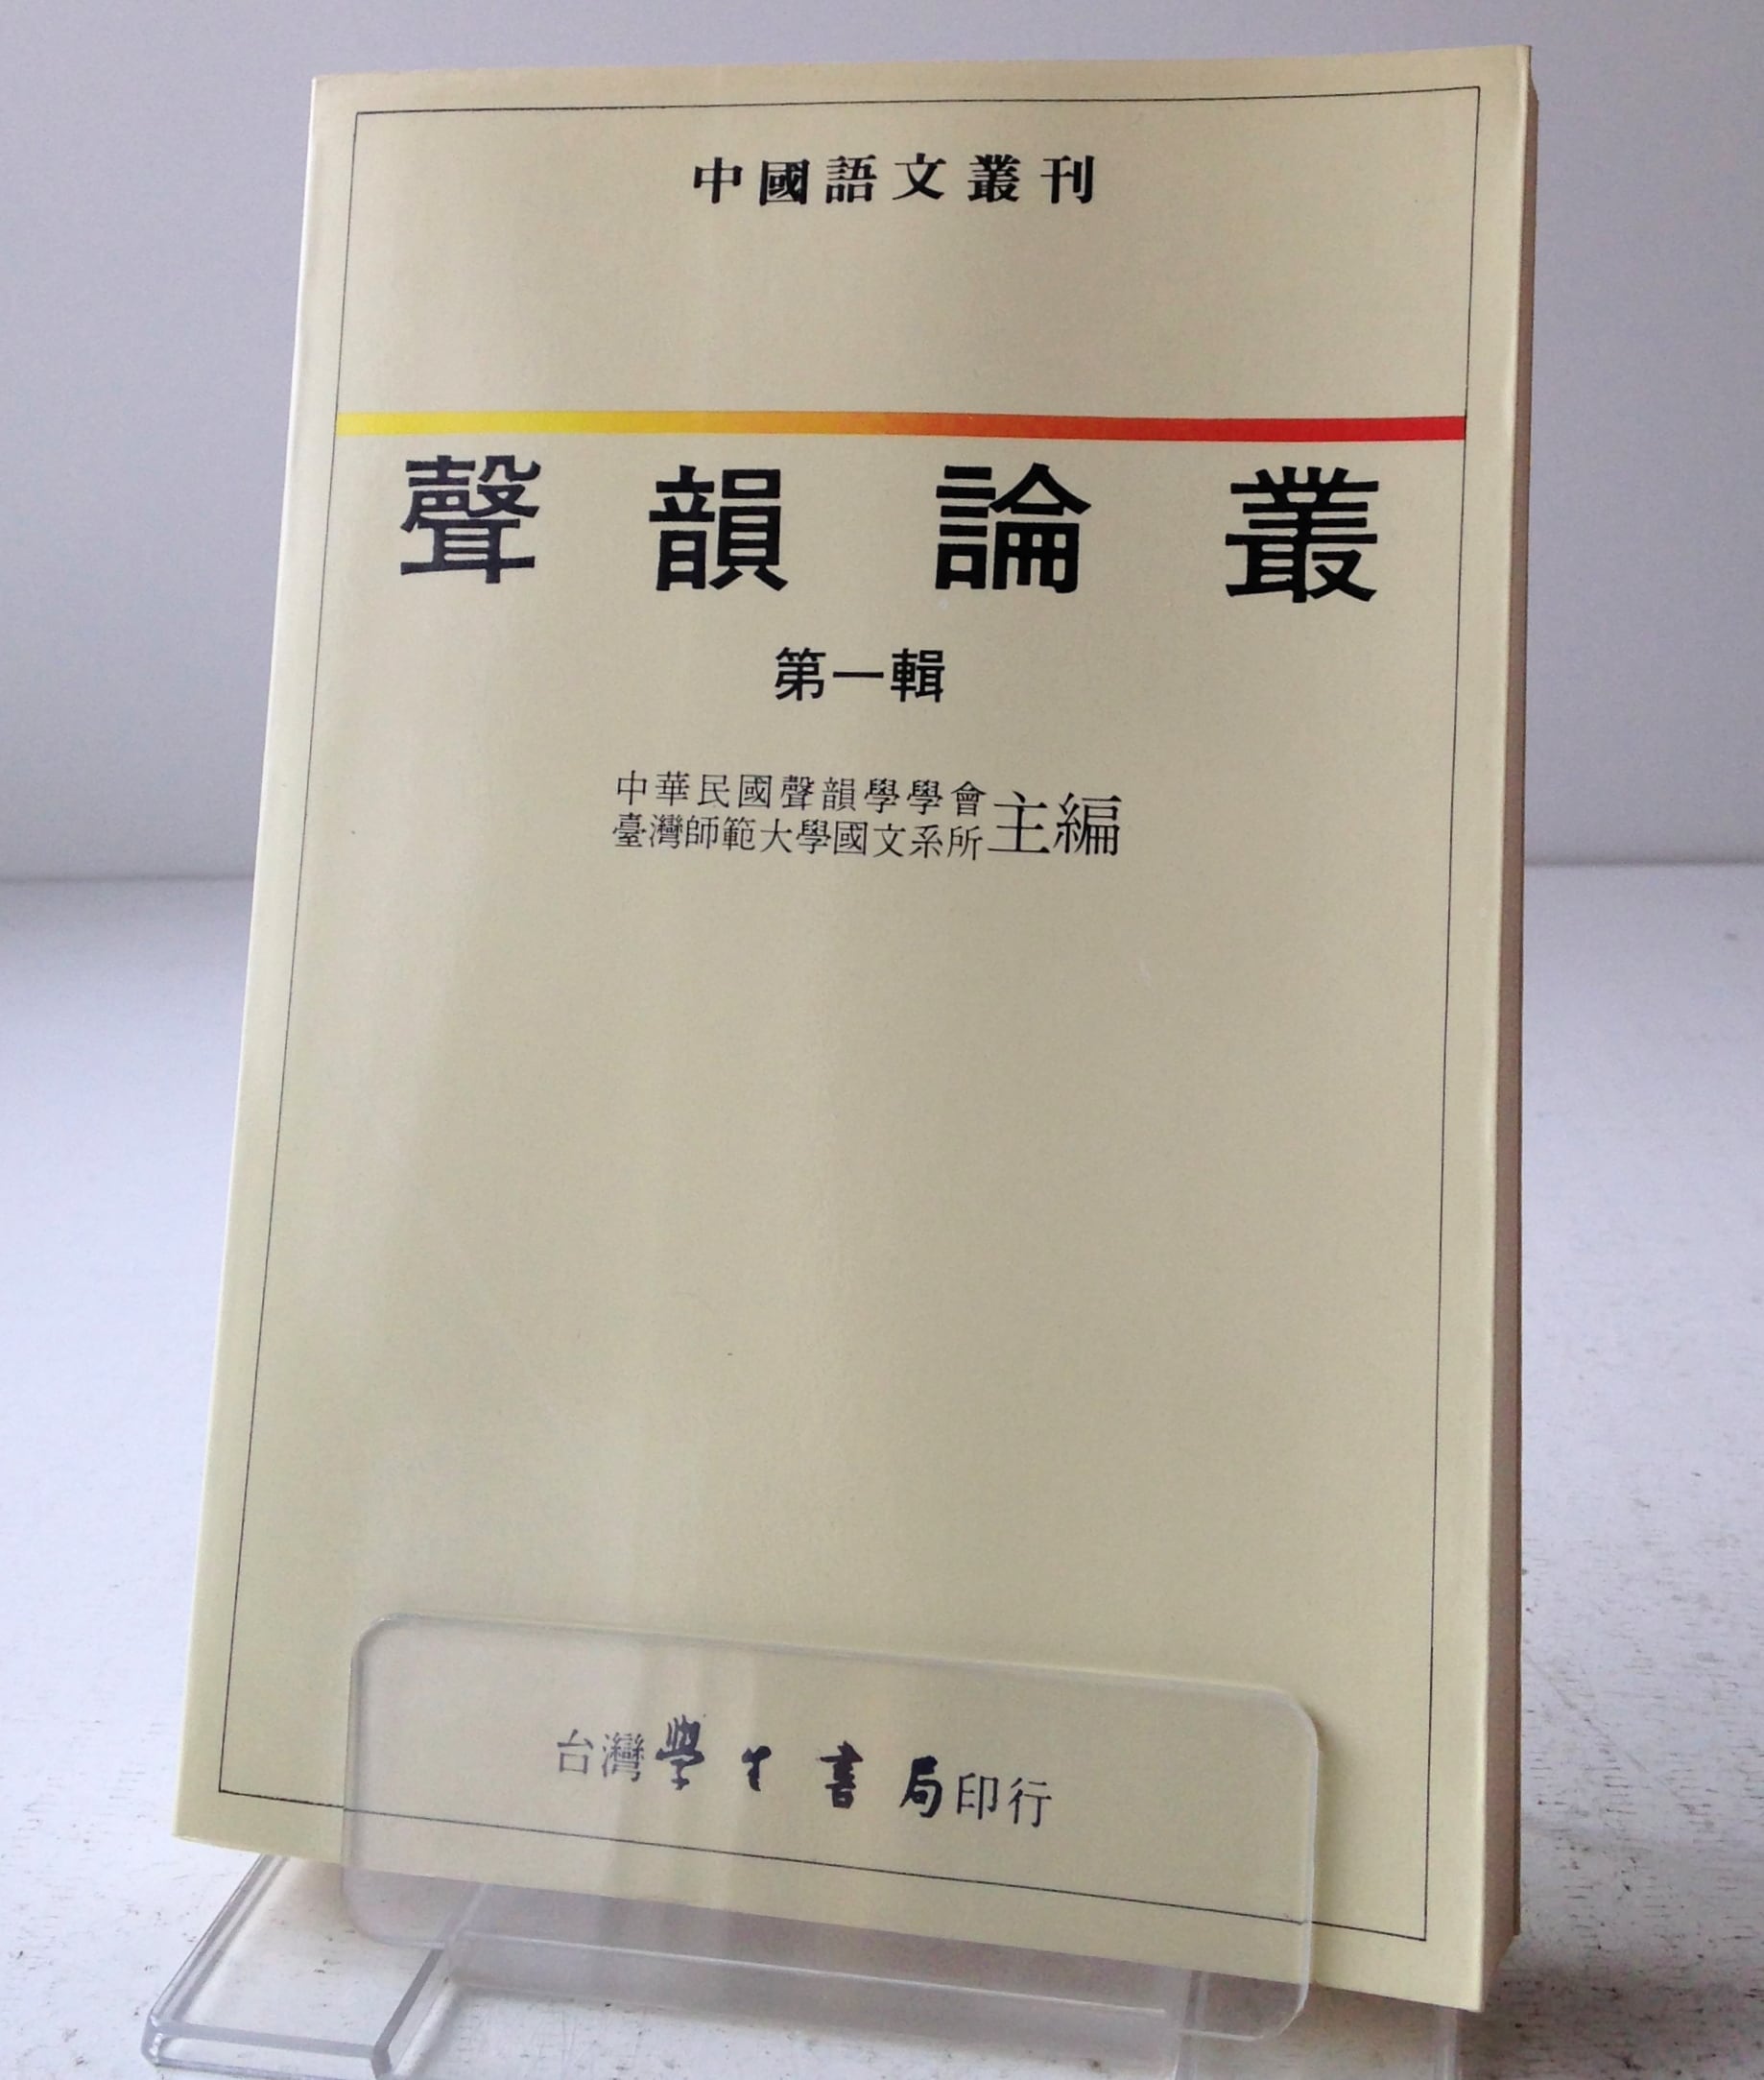 中國語文叢刊
聲韻論叢
第一輯
中華民國聲韻學學會
臺灣師範大學國文系所
主編
台灣學生書局印行